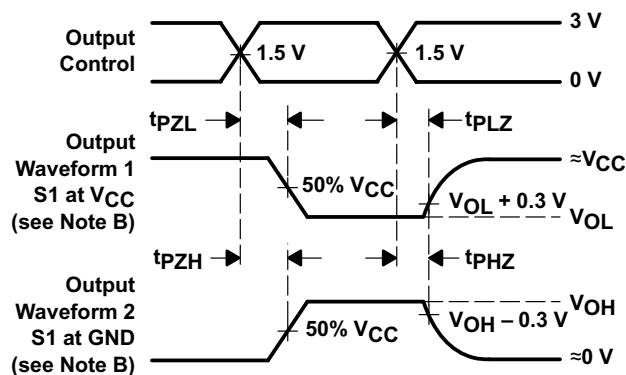 3 V
Output
Control
1.5 V
1.5 V
0 V
tPZL
tPLZ
Output
Waveform 1
S1 at VCC
(see Note B)
≈VCC
50% VCC
VOL + 0.3 V
VOL
tPZH
tPHZ
Output
Waveform 2
S1 at GND
(see Note B)
VOH
50% VCC
VOH – 0.3 V
≈0 V